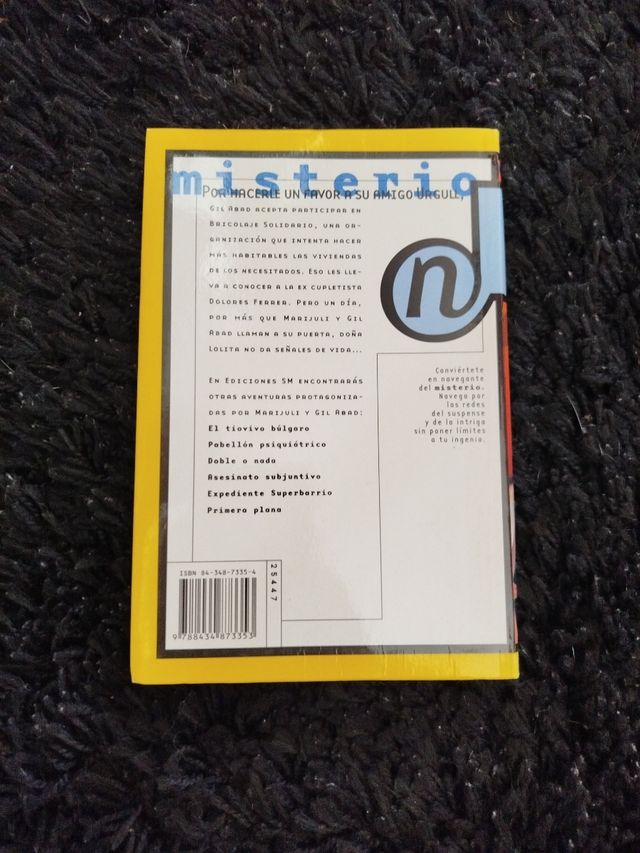 misterio
POR HACERLE UN FAVOR A SU AMIGO URGULL,
GIL ABAD ACEPTA PARTICIPAR EN
BRICOLAJE SOLIDARIO, UNA OR-
GANIZACIÓN QUE INTENTA HACER
MÁS HABITABLES LAS VIVIENDAS
DE LOS NECESITADOS. ESO LES LLE-
VA A CONOCER A LA EX CUPLETISTA
DOLORES FERRER. PERO UN DÍA,
POR MÁS QUE MARIJULI Y GIL
ABAD LLAMAN A SU PUERTA, DOÑA
LOLITA NO DA SEÑALES DE VIDA...
EN EDICIONES SM ENCONTRARÁS
OTRAS AVENTURAS PROTAGONIZA-
DAS POR MARIJULI Y GIL ABAD:
El tiovivo búlgaro
Pabellón psiquiátrico
Doble o nada
Asesinato subjuntivo
Expediente Superbarrio
Primera plana
n
Conviértete
en navegante
del misterio.
Navega por
las redes
del suspense
y de la intriga
sin poner límites
a tu ingenio.
ISBN 84-348-7335-4
9 788434 873353
25447